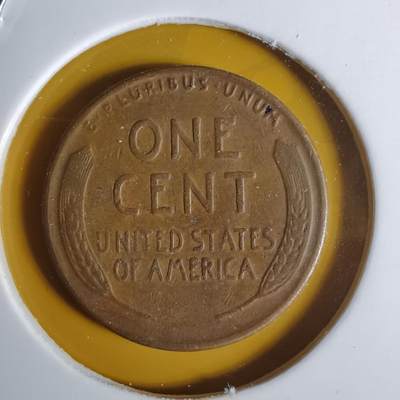 E·PLURIBUS·UNUM
ONE
CENT
UNITED STATES
OF AMERICA